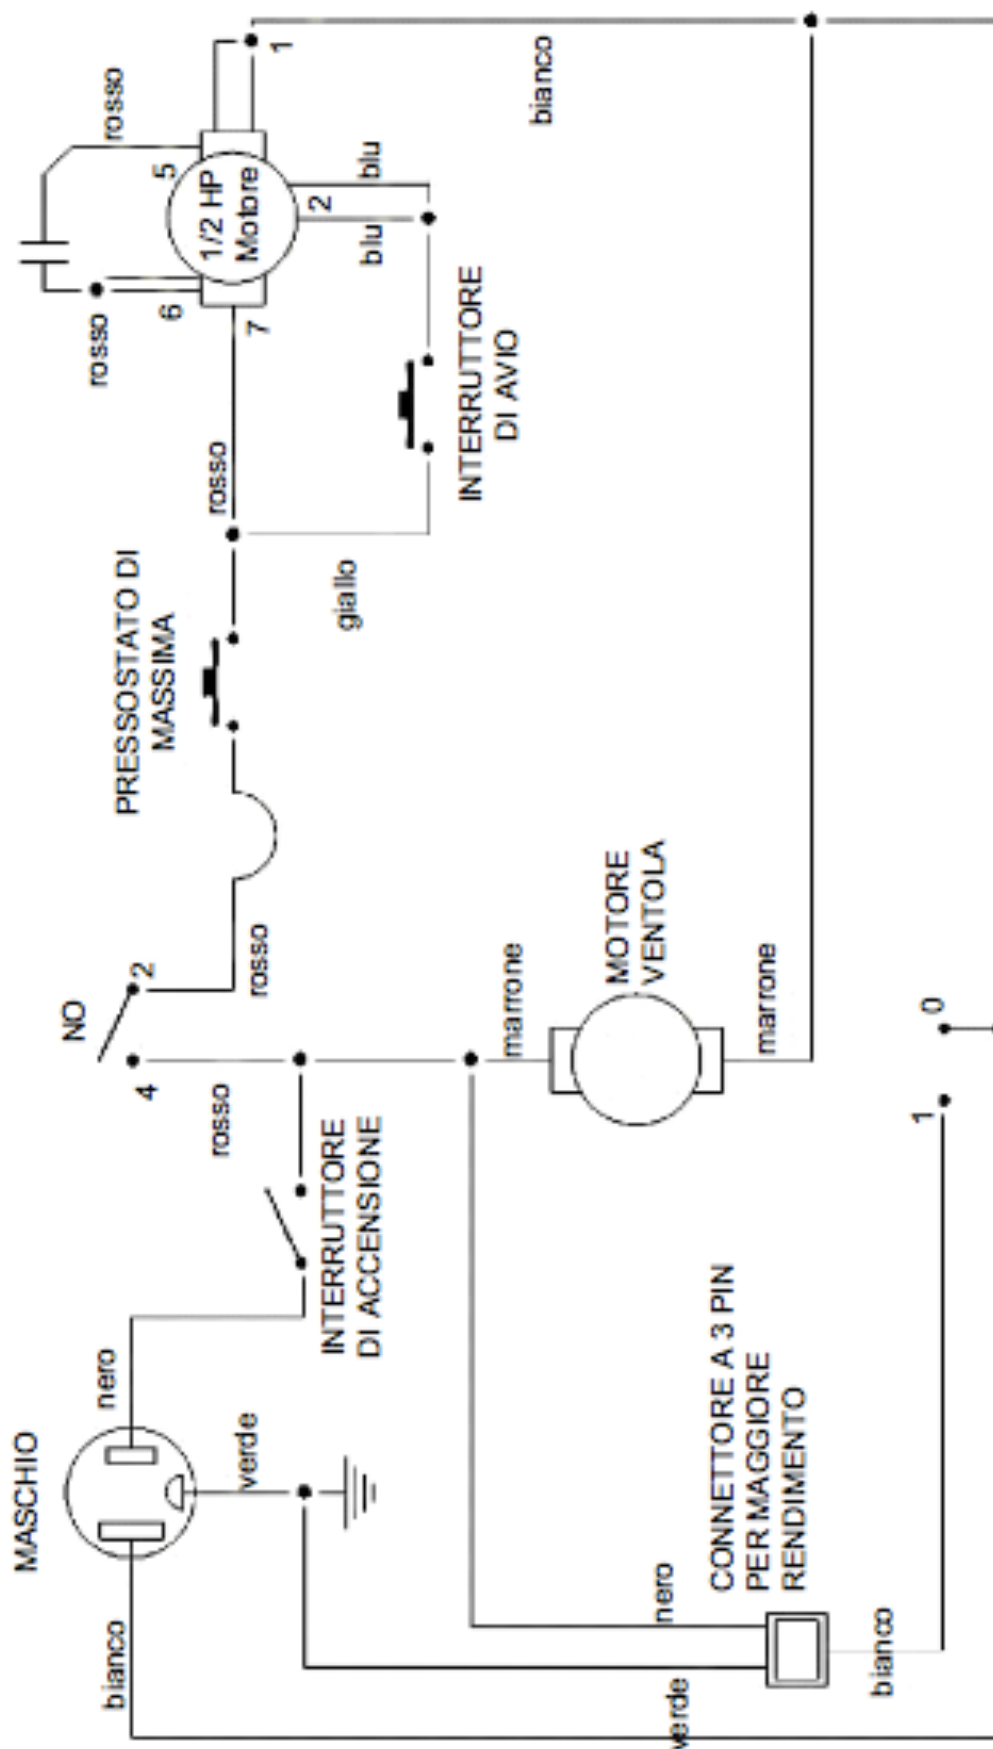 MASCHIO
bianco
nero
verde
INTERRUTTORE
DI ACCENSIONE
rosso
4
NO
2
rosso
PRESSOSTATO DI
MASSIMA
rosso
giallo
INTERRUTTORE
DI AVIO
rosso
6
7
5
1/2 HP
Motore
rosso
2
blu
blu
1
bianco
marrone
MOTORE
VENTOLA
marrone
CONNETTORE A 3 PIN
PER MAGGIORE
RENDIMENTO
nero
verde
bianco
1
0